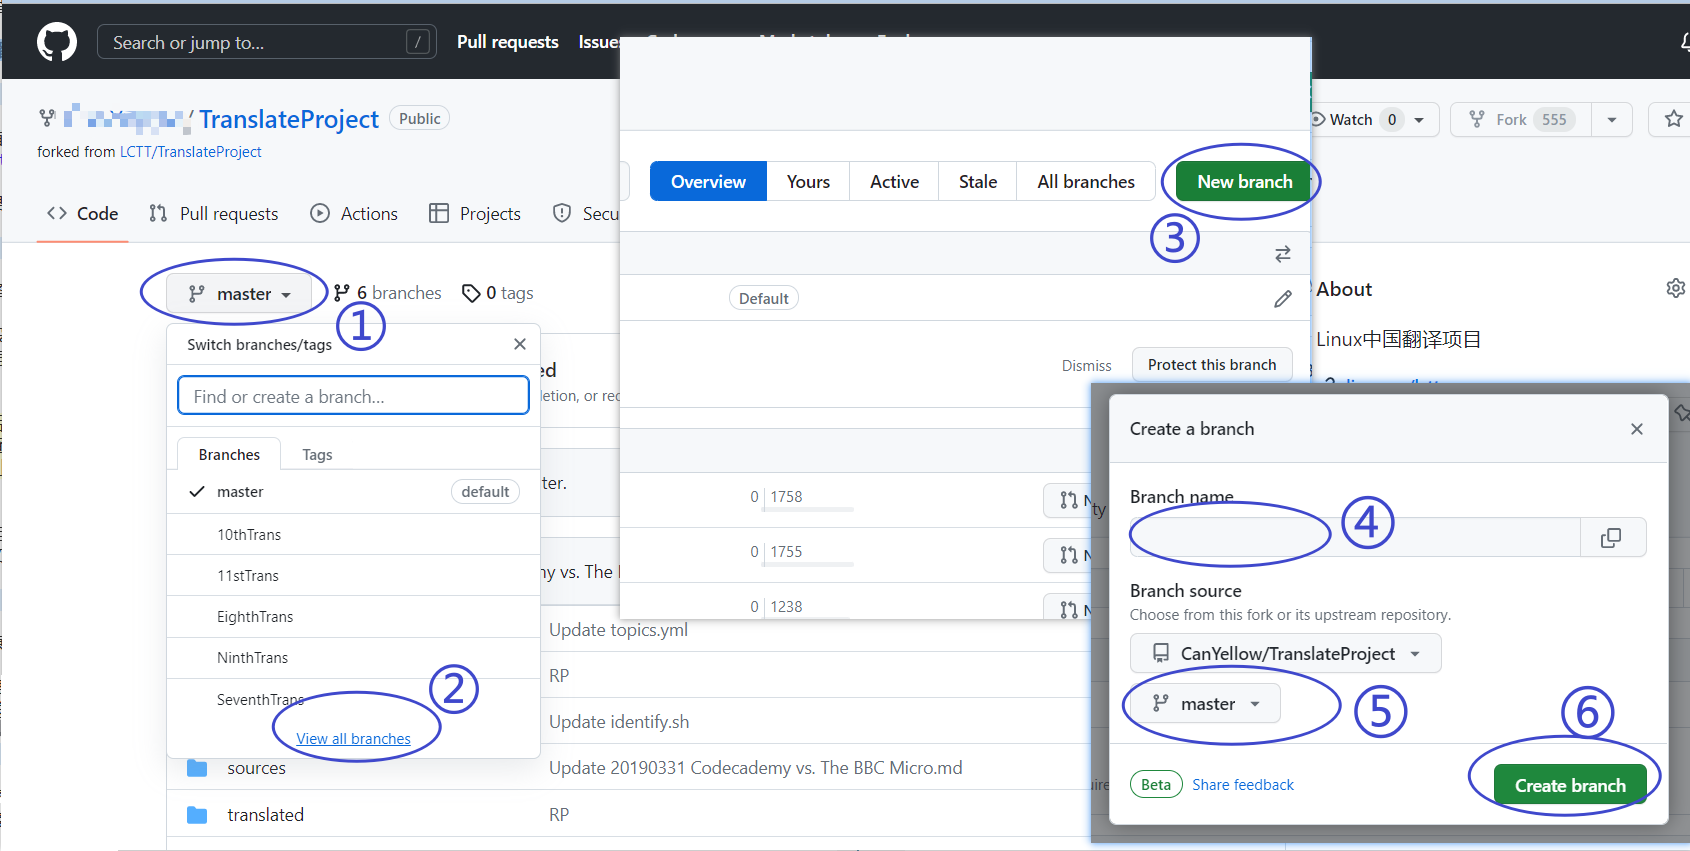 Search or jump to... /
Pull requests
Issues
TranslateProject
Public
forked from LCTT/TranslateProject
Watch 0
Fork 555
Code
Pull requests
Actions
Projects
Secu
master
6 branches
0 tags
①
Switch branches/tags
Find or create a branch...
Branches
Tags
master
default
10thTrans
11stTrans
EighthTrans
NinthTrans
SeventhTrans
②
View all branches
ed
letion, or rec
ter.
ny vs. The
Update topics.yml
RP
Update identify.sh
sources
Update 20190331 Codecademy vs. The BBC Micro.md
translated
RP
Overview
Yours
Active
Stale
All branches
New branch
③
Default
Dismiss
Protect this branch
0 1758
N
0 1755
N
0 1238
N
About
Linux中国翻译项目
ty
Create a branch
Branch name
④
Branch source
Choose from this fork or its upstream repository.
CanYellow/TranslateProject
master
⑤
⑥
Beta
Share feedback
Create branch